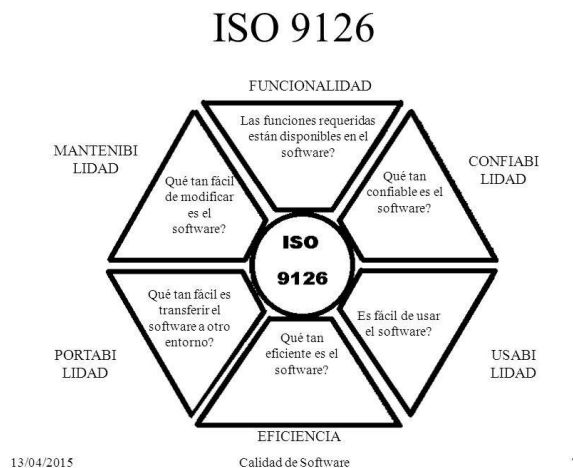 ISO 9126
FUNCIONALIDAD
Las funciones requeridas
están disponibles en el
software?
CONFIABI
LIDAD
Qué tan
confiable es el
software?
USABI
LIDAD
Es fácil de usar
el software?
EFICIENCIA
Qué tan
eficiente es el
software?
PORTABI
LIDAD
Qué tan fácil es
transferir el
software a otro
entorno?
MANTENIBI
LIDAD
Qué tan fácil
de modificar
es el
software?
ISO
9126
13/04/2015
Calidad de Software